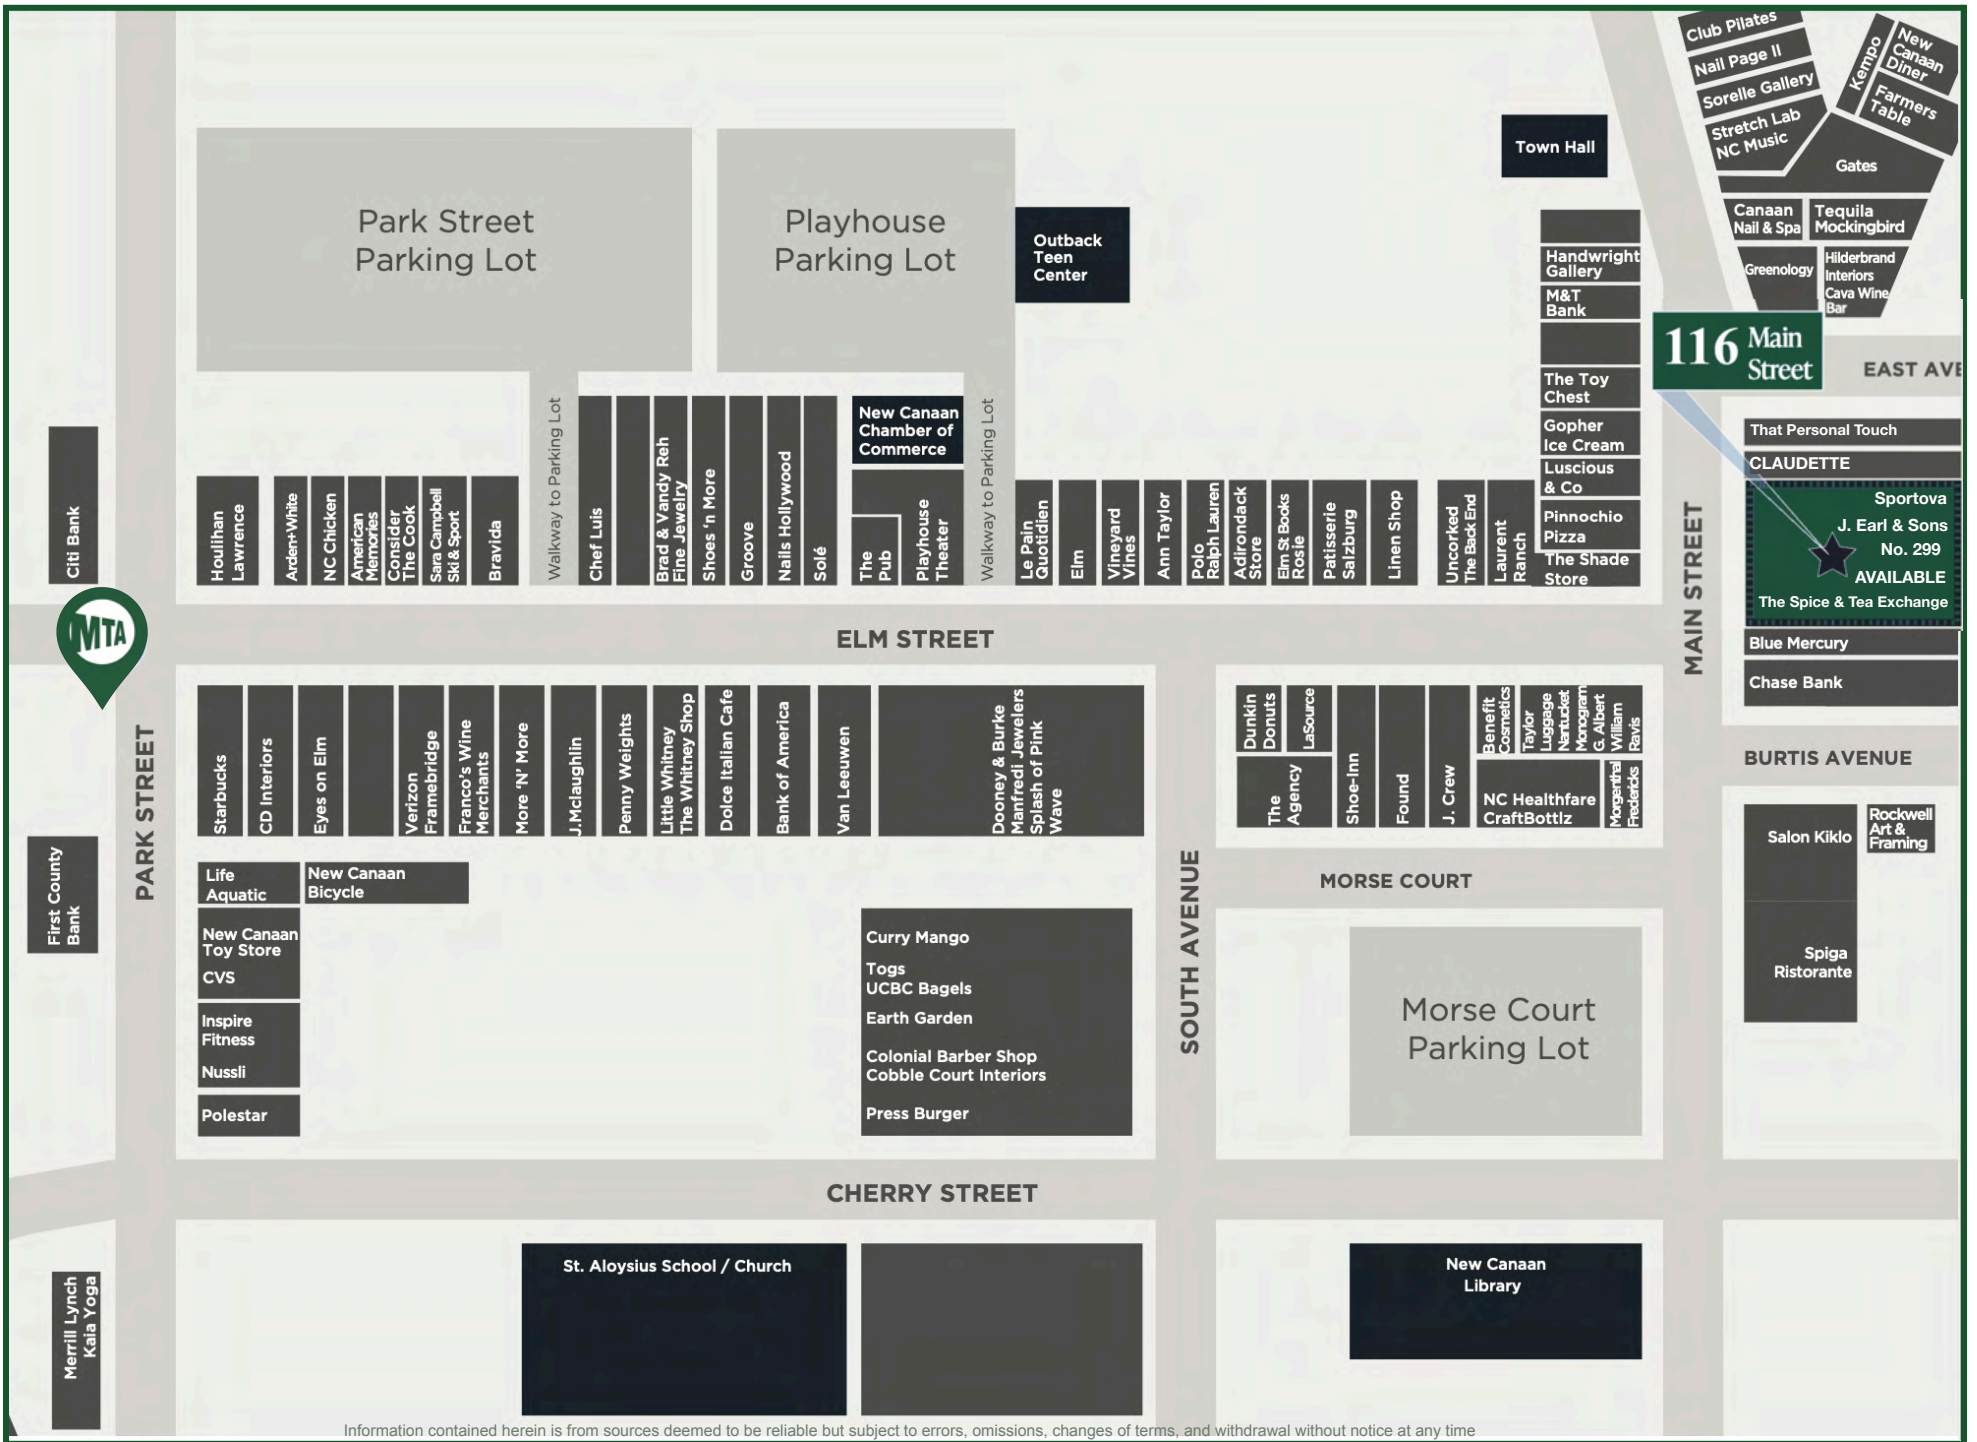 Club Pilates
Nail Page II
Sorelle Gallery
Stretch Lab
NC Music
Kempo
New
Canaan
Diner
Farmers
Table
Gates
Canaan
Nail & Spa
Tequila
Mockingbird
Greenology
Hilderbrand
Interiors
Cava Wine
Bar
Town Hall
Park Street
Parking Lot
Playhouse
Parking Lot
Outback
Teen
Center
Handwright
Gallery
M&T
Bank
The Toy
Chest
Gopher
Ice Cream
Luscious
& Co
Pinnochio
Pizza
The Shade
Store
116 Main
Street
EAST AVE
That Personal Touch
CLAUDETTE
Sportova
J. Earl & Sons
No. 299
AVAILABLE
The Spice & Tea Exchange
Blue Mercury
Chase Bank
MAIN STREET
Citi Bank
Houlihan
Lawrence
Arden+White
NC Chicken
American
Memories
Consider
The Cook
Sara Campbell
Ski & Sport
Bravida
Walkway to Parking Lot
Chef Luis
Brad & Vandy Reh
Fine Jewelry
Shoes 'n More
Groove
Nails Hollywood
Solé
New Canaan
Chamber of
Commerce
The
Pub
Playhouse
Theater
Walkway to Parking Lot
Le Pain
Quotidien
Elm
Vineyard
Vines
Ann Taylor
Polo
Ralph Lauren
Adirondack
Store
Elm St Books
Rosie
Patisserie
Salzburg
Linen Shop
Uncorked
The Back End
Laurent
Ranch
MTA
ELM STREET
PARK STREET
Starbucks
CD Interiors
Eyes on Elm
Verizon
Framebridge
Franco's Wine
Merchants
More 'N' More
J.Mclaughlin
Penny Weights
Little Whitney
The Whitney Shop
Dolce Italian Cafe
Bank of America
Van Leeuwen
Dooney & Burke
Manfredi Jewelers
Splash of Pink
Wave
Dunkin
Donuts
LaSource
The
Agency
Shoe-Inn
Found
J. Crew
Benefit
Cosmetics
Taylor
Luggage
Nantucket
Monogram
G. Albert
William
Ravis
NC Healthfare
CraftBottlz
Morgenthal
Fredericks
BURTIS AVENUE
Salon Kiklo
Rockwell
Art &
Framing
Spiga
Ristorante
First County
Bank
Life
Aquatic
New Canaan
Bicycle
New Canaan
Toy Store
CVS
Inspire
Fitness
Nussli
Polestar
Curry Mango
Togs
UCBC Bagels
Earth Garden
Colonial Barber Shop
Cobble Court Interiors
Press Burger
SOUTH AVENUE
MORSE COURT
Morse Court
Parking Lot
CHERRY STREET
Merrill Lynch
Kaia Yoga
St. Aloysius School / Church
New Canaan
Library
Information contained herein is from sources deemed to be reliable but subject to errors, omissions, changes of terms, and withdrawal without notice at any time